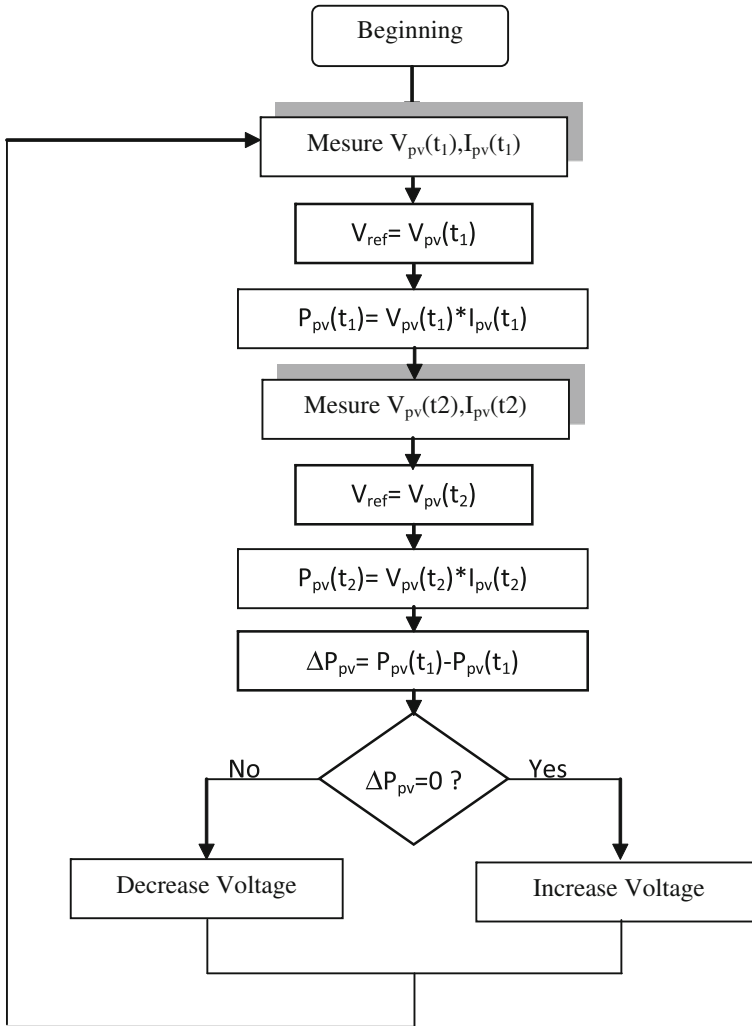 Beginning
Mesure V_pv(t_1),I_pv(t_1)
V_ref= V_pv(t_1)
P_pv(t_1)= V_pv(t_1)*I_pv(t_1)
Mesure V_pv(t2),I_pv(t2)
V_ref= V_pv(t_2)
P_pv(t_2)= V_pv(t_2)*I_pv(t_2)
ΔP_pv= P_pv(t_1)-P_pv(t_1)
No
ΔP_pv=0 ?
Yes
Decrease Voltage
Increase Voltage